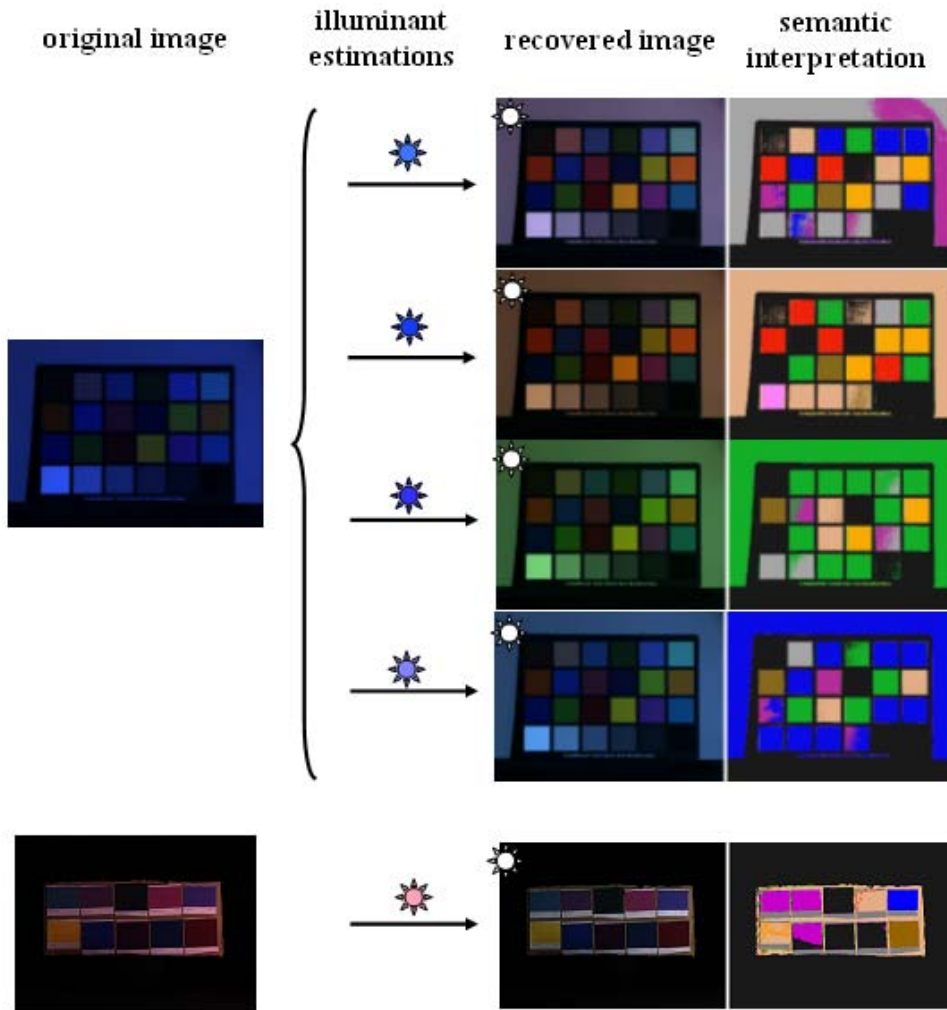 original image
illuminant
estimations
recovered image
semantic
interpretation